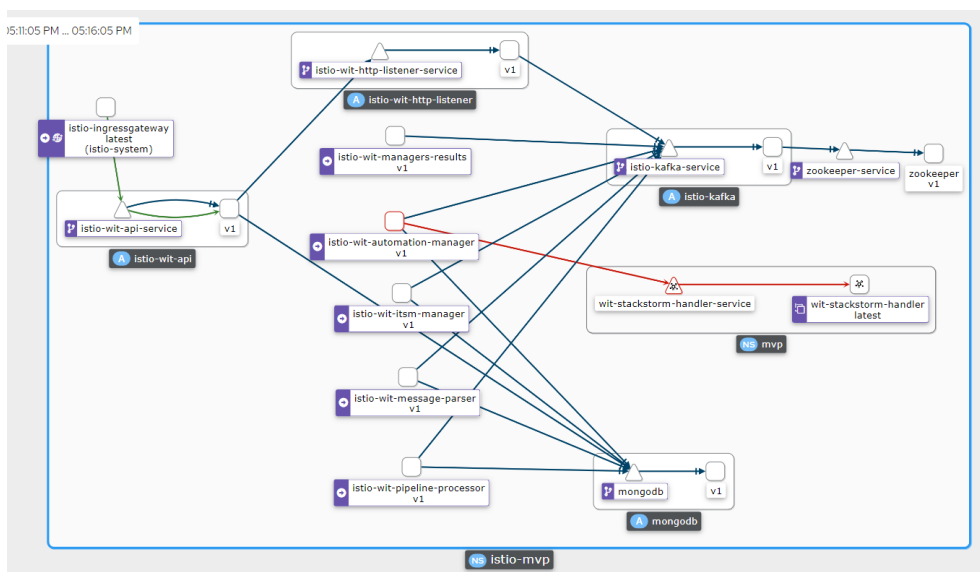 05:11:05 PM ... 05:16:05 PM
istio-wit-http-listener-service
v1
A istio-wit-http-listener
istio-ingressgateway
latest
(istio-system)
istio-wit-managers-results
v1
istio-kafka-service
v1
zookeeper-service
zookeeper
v1
A istio-kafka
istio-wit-api-service
v1
A istio-wit-api
istio-wit-automation-manager
v1
wit-stackstorm-handler-service
wit-stackstorm-handler
latest
NS mvp
istio-wit-itsm-manager
v1
istio-wit-message-parser
v1
istio-wit-pipeline-processor
v1
mongodb
v1
A mongodb
NS istio-mvp